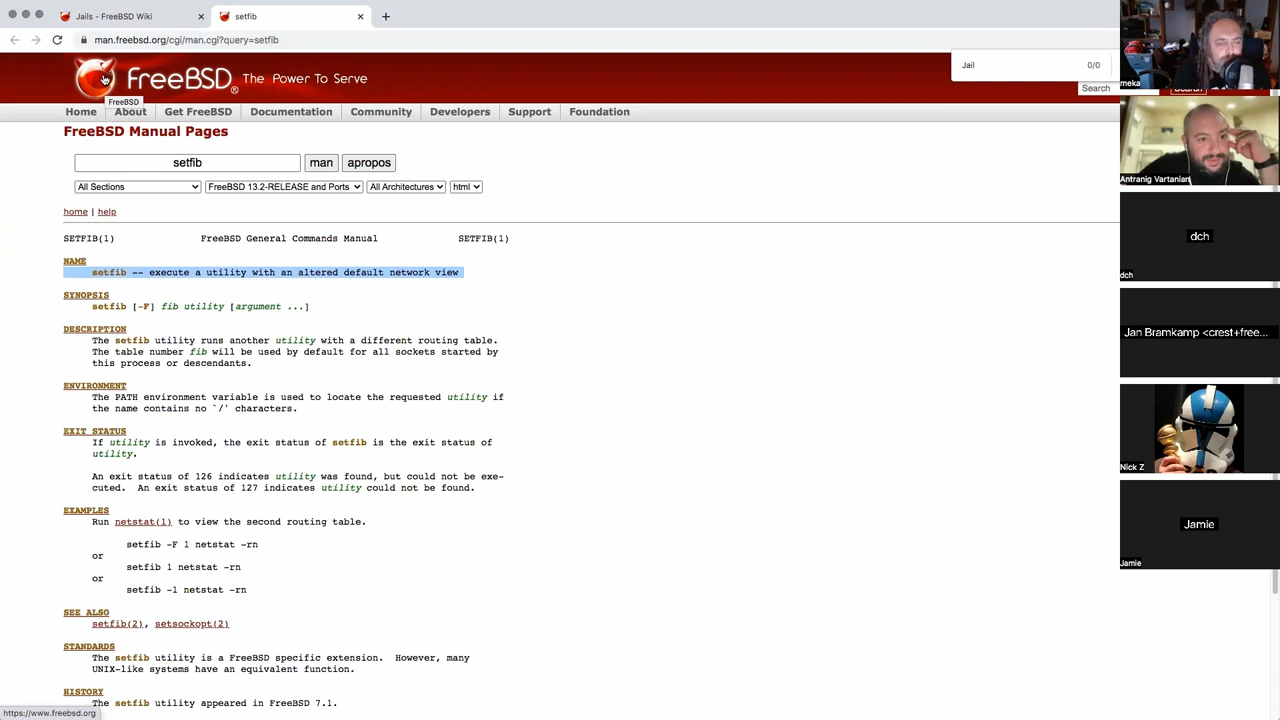 Jails - FreeBSD Wiki
setfib
man.freebsd.org/cgi/man.cgi?query=setfib
Jail 0/0
FreeBSD® The Power To Serve
FreeBSD
Search
Home About Get FreeBSD Documentation Community Developers Support Foundation
FreeBSD Manual Pages
setfib man apropos
All Sections FreeBSD 13.2-RELEASE and Ports All Architectures html
home | help
SETFIB(1) FreeBSD General Commands Manual SETFIB(1)
NAME
setfib -- execute a utility with an altered default network view
SYNOPSIS
setfib [-F] fib utility [argument ...]
DESCRIPTION
The setfib utility runs another utility with a different routing table.
The table number fib will be used by default for all sockets started by
this process or descendants.
ENVIRONMENT
The PATH environment variable is used to locate the requested utility if
the name contains no `/' characters.
EXIT STATUS
If utility is invoked, the exit status of setfib is the exit status of
utility.
An exit status of 126 indicates utility was found, but could not be exe-
cuted. An exit status of 127 indicates utility could not be found.
EXAMPLES
Run netstat(1) to view the second routing table.
setfib -F 1 netstat -rn
or
setfib 1 netstat -rn
or
setfib -1 netstat -rn
SEE ALSO
setfib(2), setsockopt(2)
STANDARDS
The setfib utility is a FreeBSD specific extension. However, many
UNIX-like systems have an equivalent function.
HISTORY
The setfib utility appeared in FreeBSD 7.1.
https://www.freebsd.org
meka
Antranig Vartanian
dch
dch
Jan Bramkamp <crest+free...
Nick Z
Jamie
Jamie